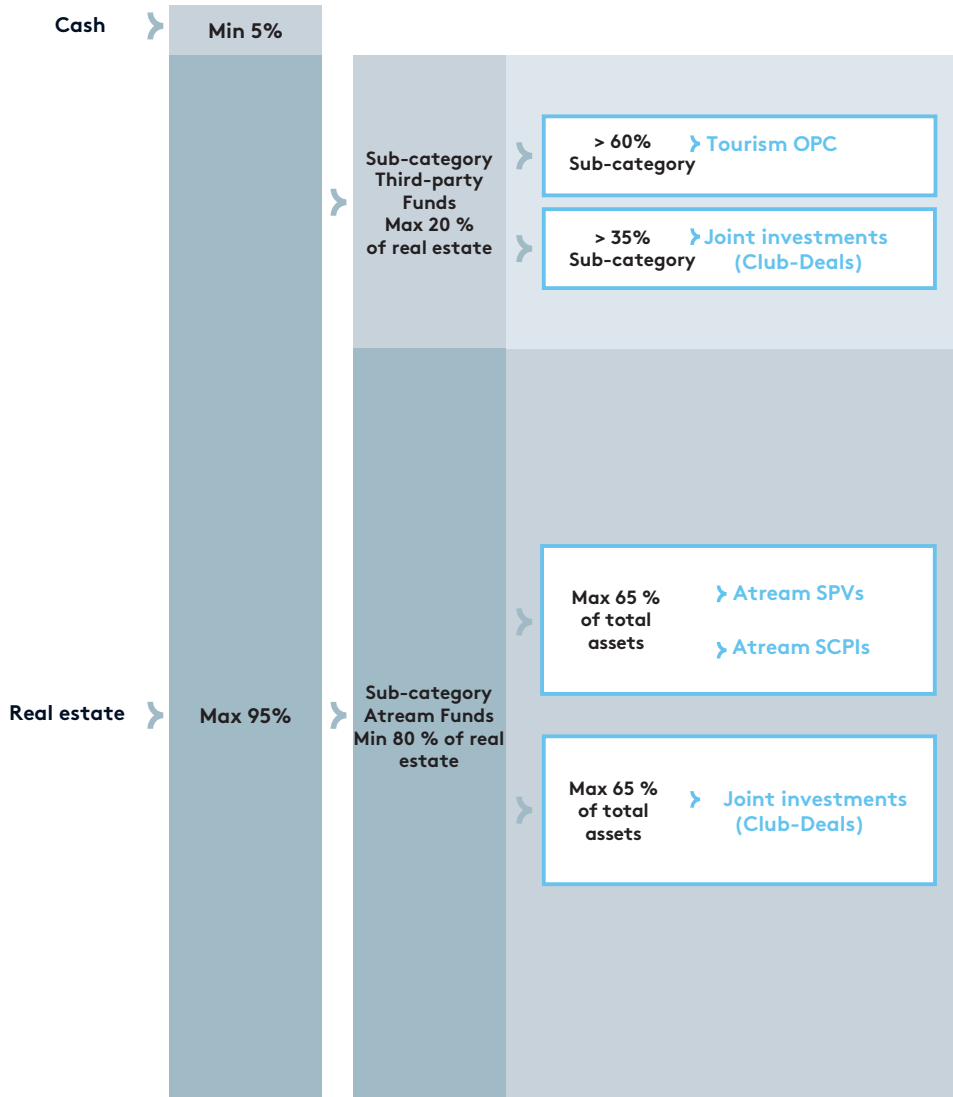 Cash
Min 5%
Sub-category
Third-party
Funds
Max 20 %
of real estate
> 60%
Sub-category
Tourism OPC
> 35%
Sub-category
Joint investments
(Club-Deals)
Real estate
Max 95%
Sub-category
Atream Funds
Min 80 % of real
estate
Max 65 %
of total
assets
Atream SPVs
Atream SCPIs
Max 65 %
of total
assets
Joint investments
(Club-Deals)